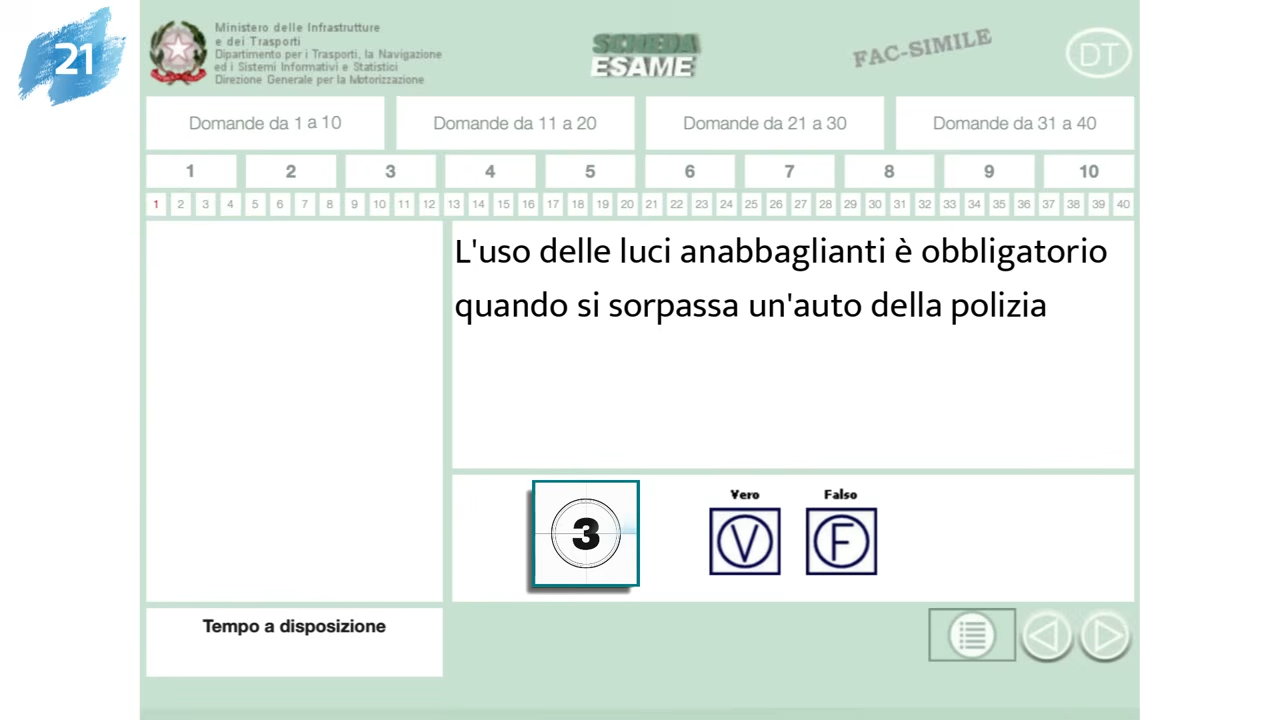 21
Ministero delle Infrastrutture
e dei Trasporti
Dipartimento per i Trasporti, la Navigazione
ed i Sistemi Informativi e Statistici
Direzione Generale per la Motorizzazione
SCHEDA
ESAME
FAC-SIMILE
DT
Domande da 1 a 10
Domande da 11 a 20
Domande da 21 a 30
Domande da 31 a 40
1 2 3 4 5 6 7 8 9 10
1 2 3 4 5 6 7 8 9 10 11 12 13 14 15 16 17 18 19 20 21 22 23 24 25 26 27 28 29 30 31 32 33 34 35 36 37 38 39 40
L'uso delle luci anabbaglianti è obbligatorio
quando si sorpassa un'auto della polizia
3
Vero
V
Falso
F
Tempo a disposizione